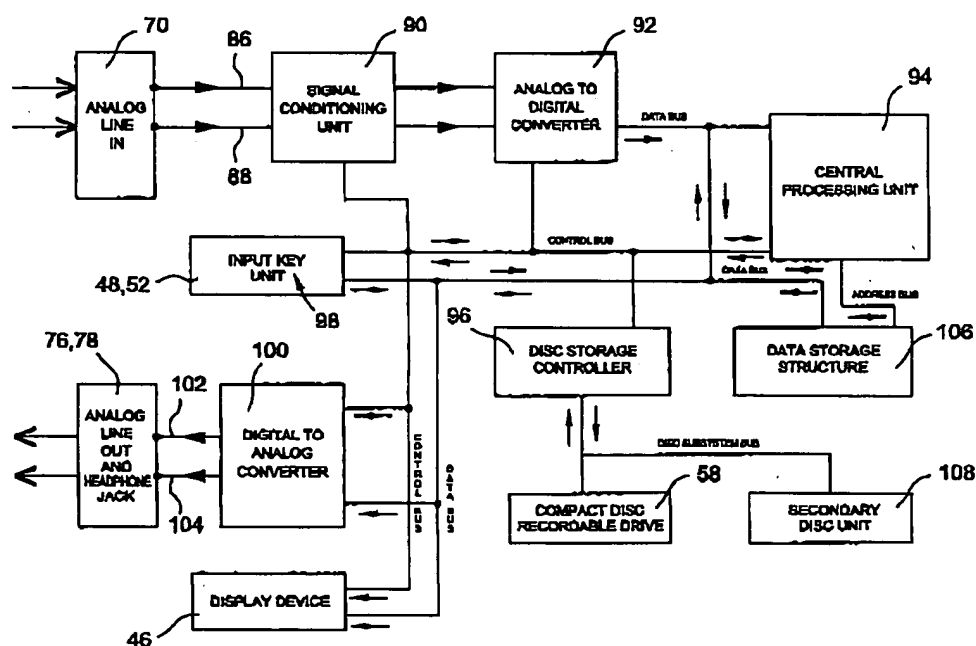 70
86
90
92
94
ANALOG
LINE
IN
SIGNAL
CONDITIONING
UNIT
ANALOG TO
DIGITAL
CONVERTER
DATA BUS
CENTRAL
PROCESSING UNIT
88
CONTROL BUS
INPUT KEY
UNIT
48,52
98
DATA BUS
ADDRESS BUS
76,78
100
96
DISC STORAGE
CONTROLLER
DATA STORAGE
STRUCTURE
106
102
ANALOG
LINE
OUT
AND
HEADPHONE
JACK
DIGITAL TO
ANALOG
CONVERTER
CONTROL BUS
DATA BUS
DISC SUBSYSTEM BUS
104
58
108
COMPACT DISC
RECORDABLE DRIVE
SECONDARY
DISC UNIT
DISPLAY DEVICE
46